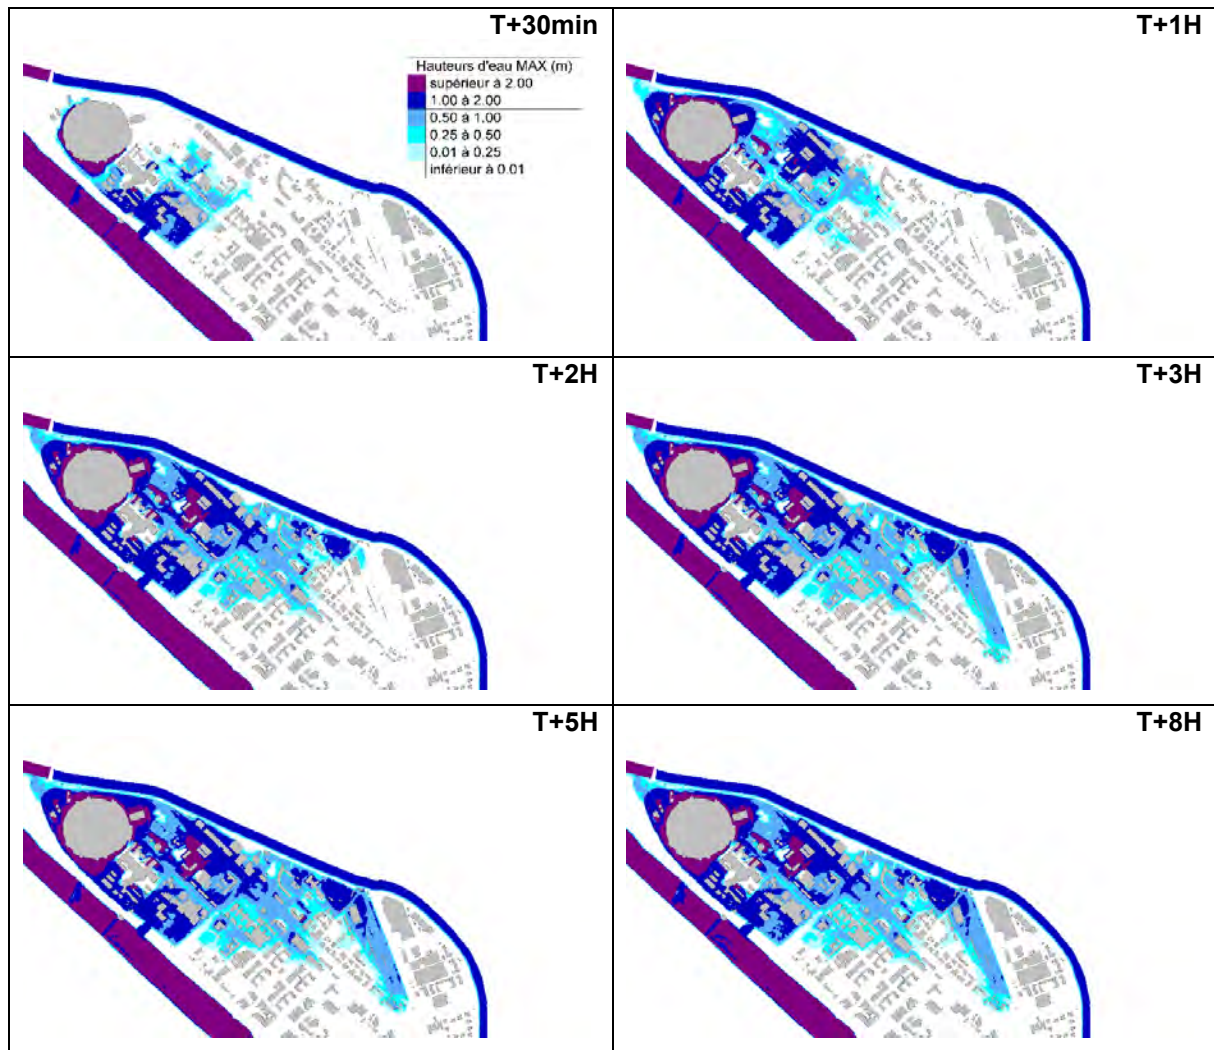 T+30min
Hauteurs d'eau MAX (m)
supérieur à 2.00
1.00 à 2.00
0.50 à 1.00
0.25 à 0.50
0.01 à 0.25
inférieur à 0.01
T+1H
T+2H
T+3H
T+5H
T+8H